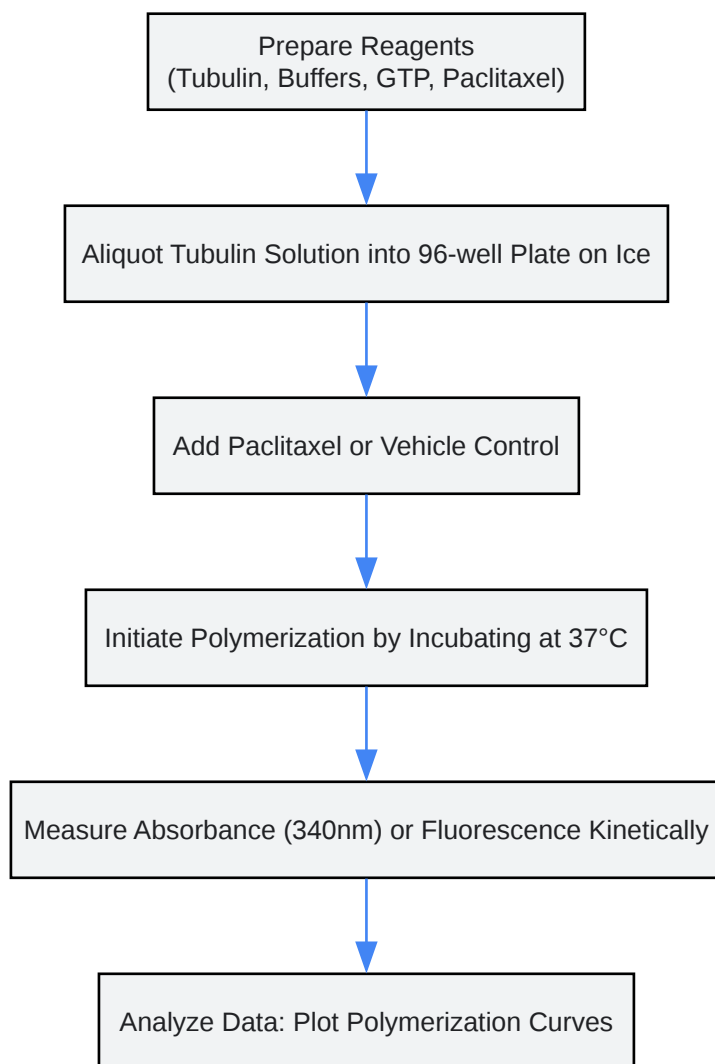 Prepare Reagents
(Tubulin, Buffers, GTP, Paclitaxel)
Aliquot Tubulin Solution into 96-well Plate on Ice
Add Paclitaxel or Vehicle Control
Initiate Polymerization by Incubating at 37°C
Measure Absorbance (340nm) or Fluorescence Kinetically
Analyze Data: Plot Polymerization Curves